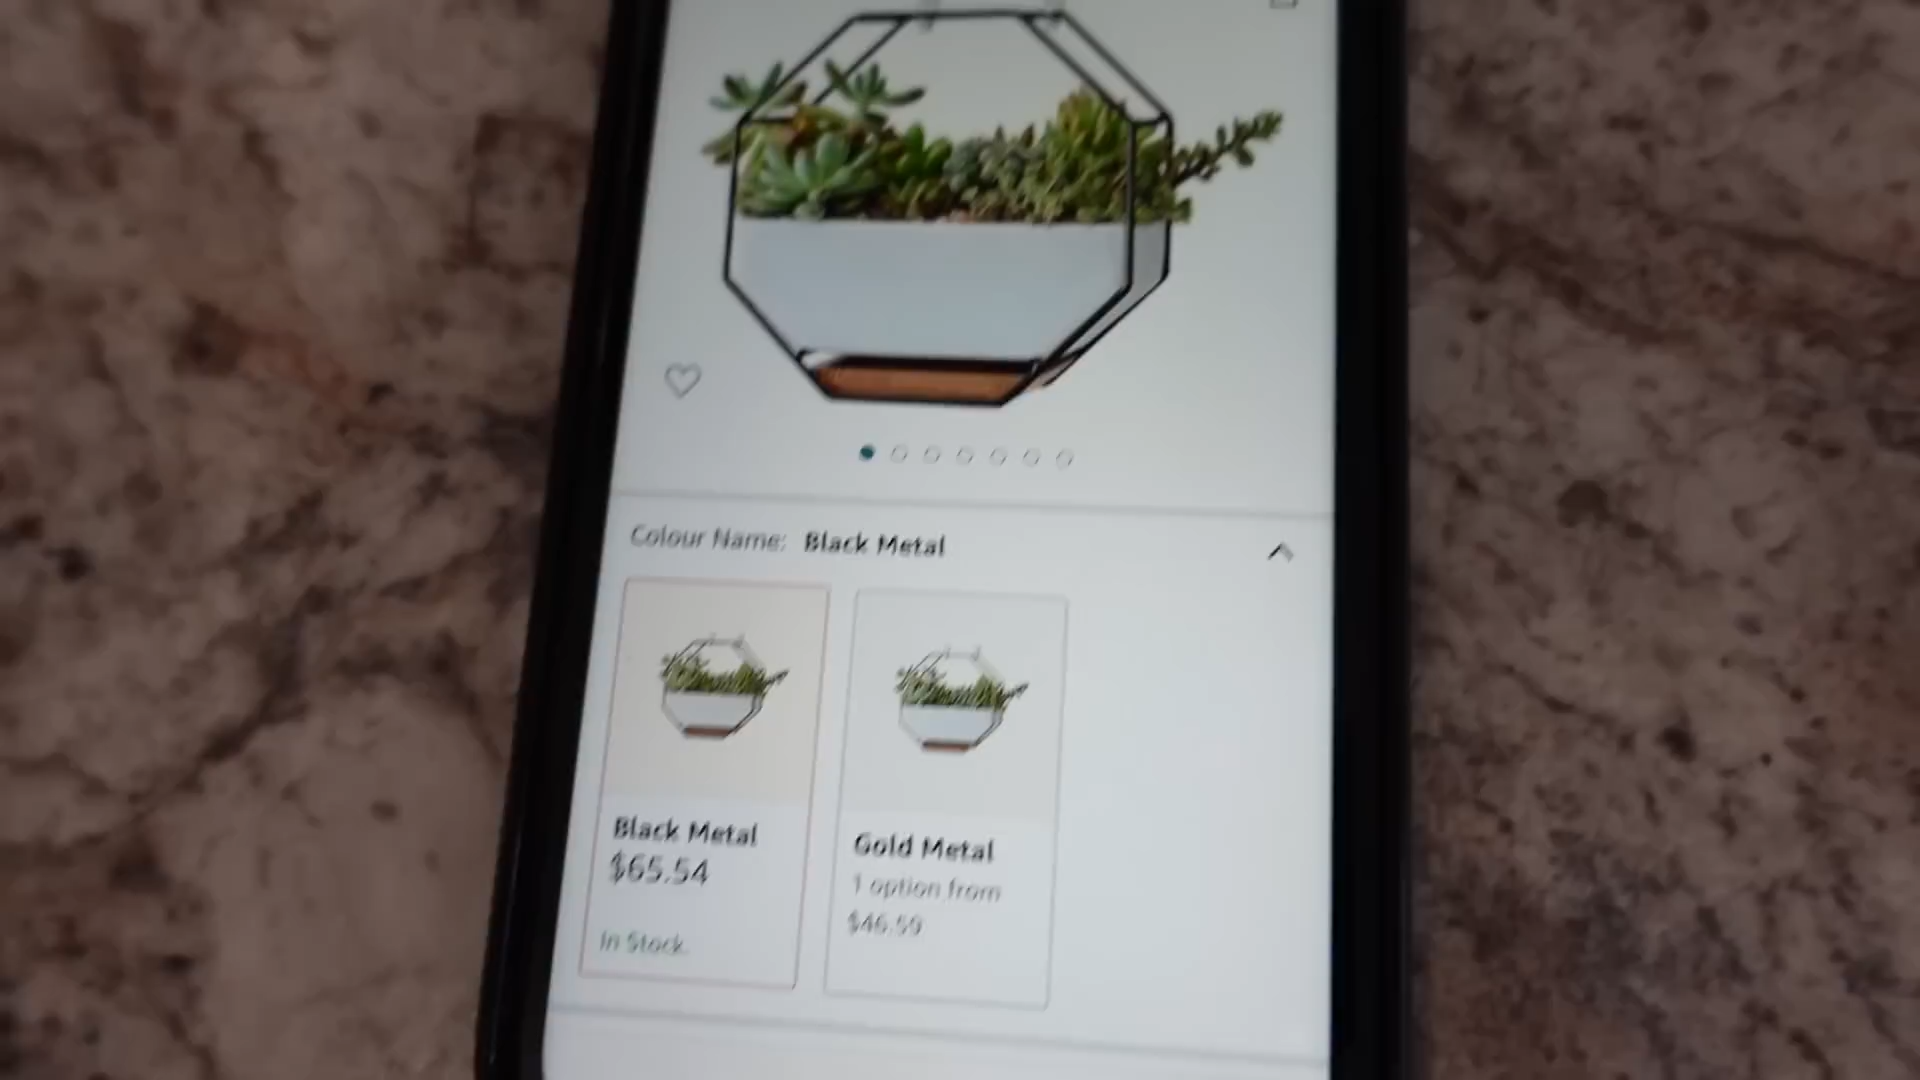 Colour Name: Black Metal
Black Metal
$65.54
In Stock.
Gold Metal
1 option from
$46.59